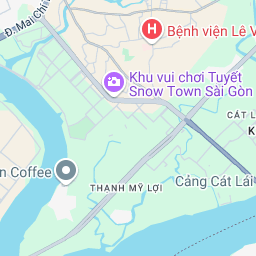 Bệnh viện Lê V
Đ. Mai Chí
Khu vui chơi Tuyết
Snow Town Sài Gòn
CÁT L
K
n Coffee
THẠNH MỸ LỢI
Cảng Cát Lái